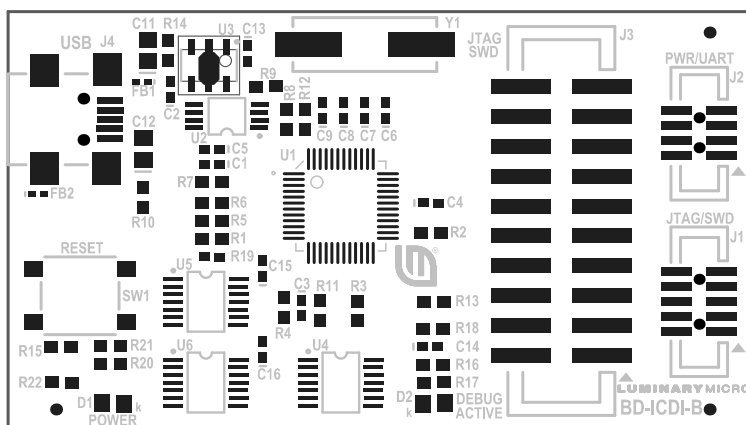 C11 R14 U3 C13 Y1 JTAG SWD J3
USB J4
PWR/UART
J2
FB1 C2 R9 R8 R12
C12 U2 C9 C8 C7 C6
C5
C1
U1
R7
FB2 R6 C4
R10 R5
R1 R2
JTAG/SWD
J1
RESET R19
U5 C15
SW1 C3 R11 R3 R13
R4
R18
R15 R21 U6 U4 C14
R20 C16 R16
R22 R17
D1 k D2 k DEBUG ACTIVE
POWER
LUMINARYMICRO
BD-ICDI-B
®